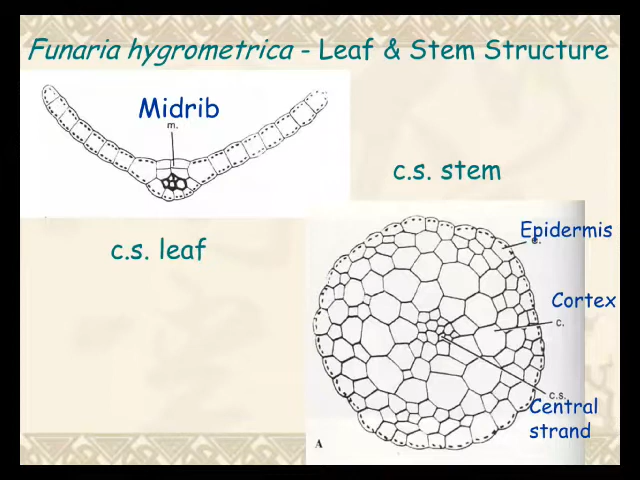 Funaria hygrometrica - Leaf & Stem Structure
Midrib
m.
c.s. stem
Epidermis
e.
c.s. leaf
Cortex
c.
c.s.
Central
strand
A